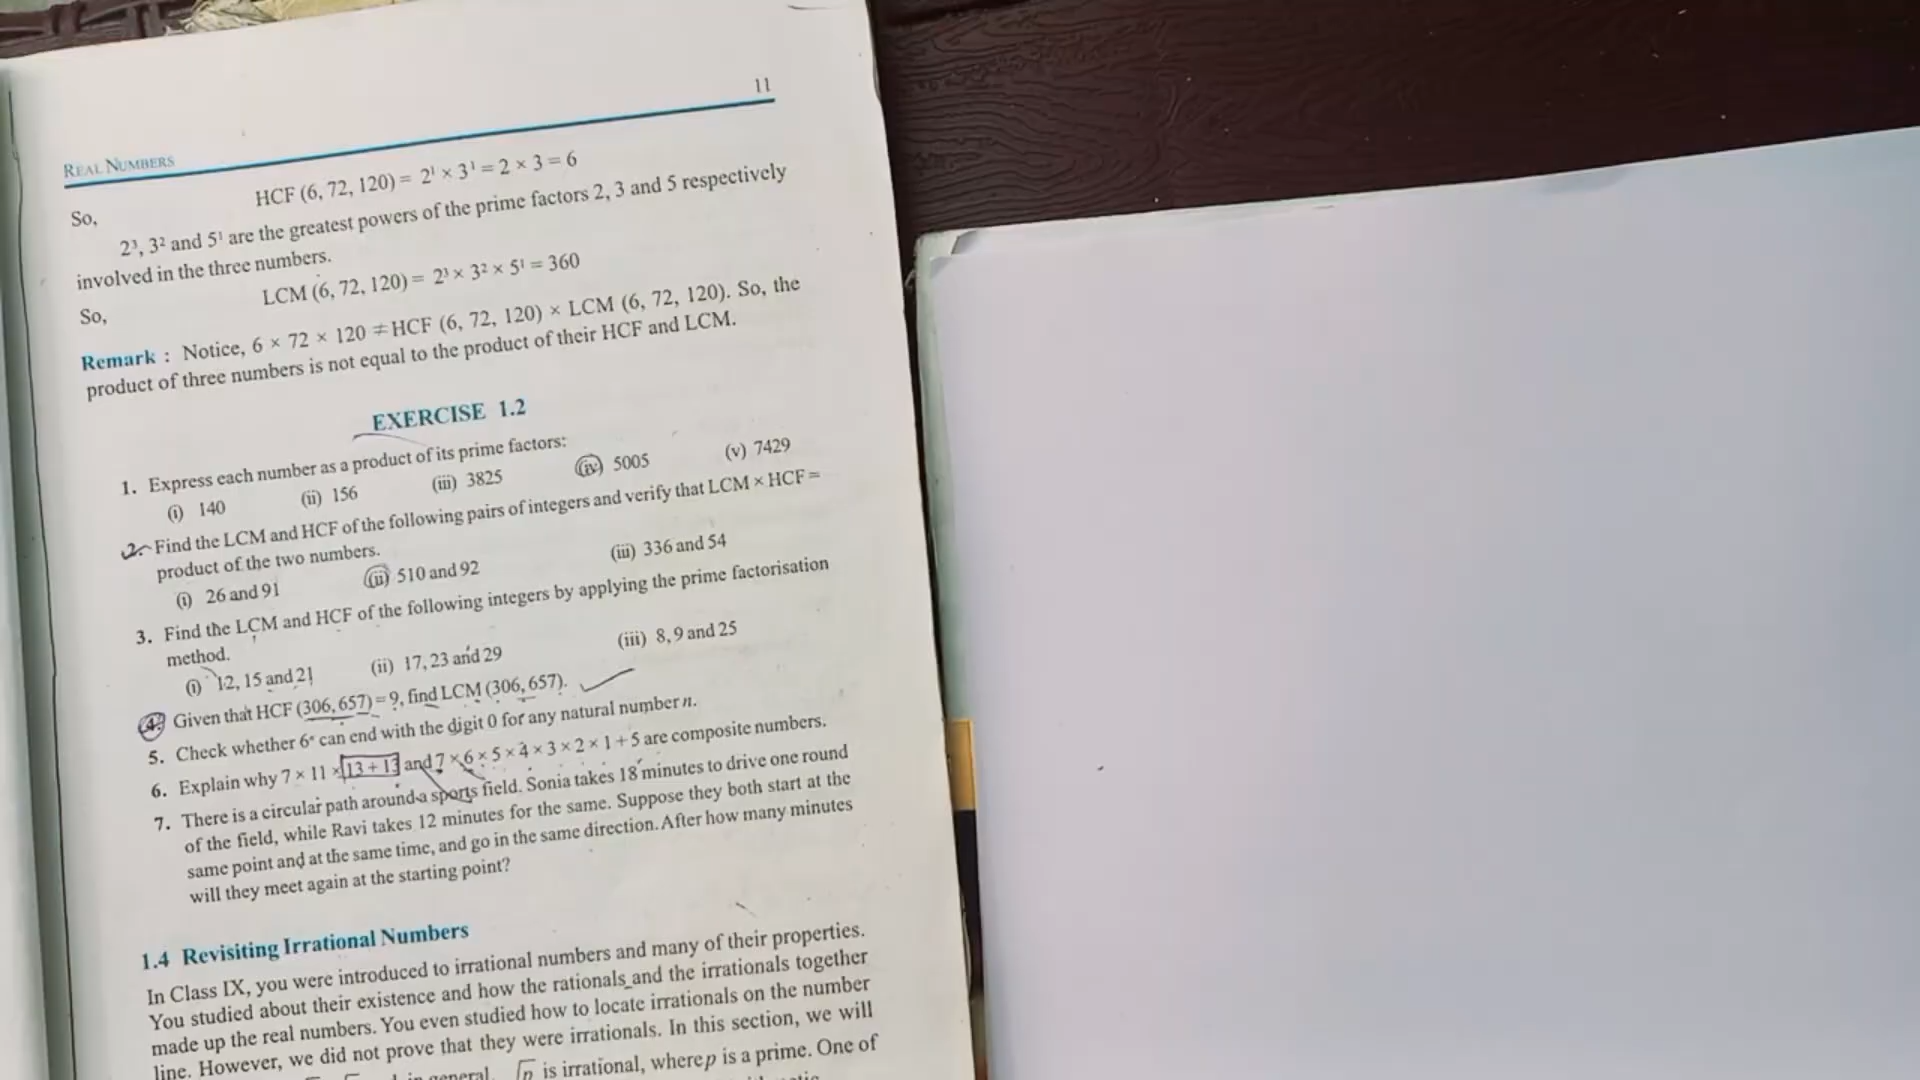 11
REAL NUMBERS
So, HCF (6, 72, 120) = 2¹ × 3¹ = 2 × 3 = 6
2³, 3² and 5¹ are the greatest powers of the prime factors 2, 3 and 5 respectively
involved in the three numbers.
So, LCM (6, 72, 120) = 2³ × 3² × 5¹ = 360
Remark : Notice, 6 × 72 × 120 ≠ HCF (6, 72, 120) × LCM (6, 72, 120). So, the
product of three numbers is not equal to the product of their HCF and LCM.
EXERCISE 1.2
1. Express each number as a product of its prime factors:
(i) 140 (ii) 156 (iii) 3825 (iv) 5005 (v) 7429
2. Find the LCM and HCF of the following pairs of integers and verify that LCM × HCF =
product of the two numbers.
(i) 26 and 91 (ii) 510 and 92 (iii) 336 and 54
3. Find the LCM and HCF of the following integers by applying the prime factorisation
method.
(i) 12, 15 and 21 (ii) 17, 23 and 29 (iii) 8, 9 and 25
4. Given that HCF (306, 657) = 9, find LCM (306, 657).
5. Check whether 6ⁿ can end with the digit 0 for any natural number n.
6. Explain why 7 × 11 × 13 + 13 and 7 × 6 × 5 × 4 × 3 × 2 × 1 + 5 are composite numbers.
7. There is a circular path around a sports field. Sonia takes 18 minutes to drive one round
of the field, while Ravi takes 12 minutes for the same. Suppose they both start at the
same point and at the same time, and go in the same direction. After how many minutes
will they meet again at the starting point?
1.4 Revisiting Irrational Numbers
In Class IX, you were introduced to irrational numbers and many of their properties.
You studied about their existence and how the rationals and the irrationals together
made up the real numbers. You even studied how to locate irrationals on the number
line. However, we did not prove that they were irrationals. In this section, we will
in general, √p is irrational, where p is a prime. One of